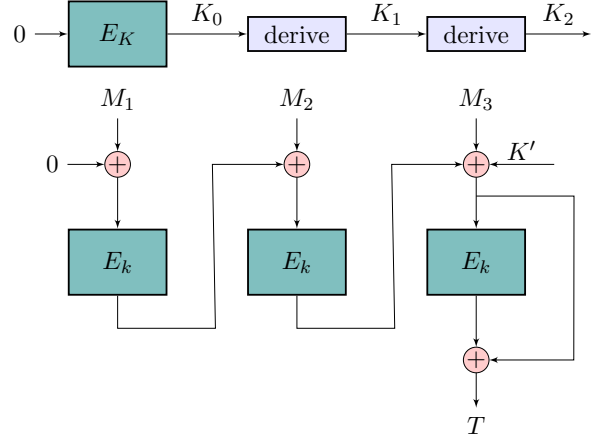 0 E_K K_0 derive K_1 derive K_2
M_1 M_2 M_3
0 + + + K'
E_k E_k E_k
+
T